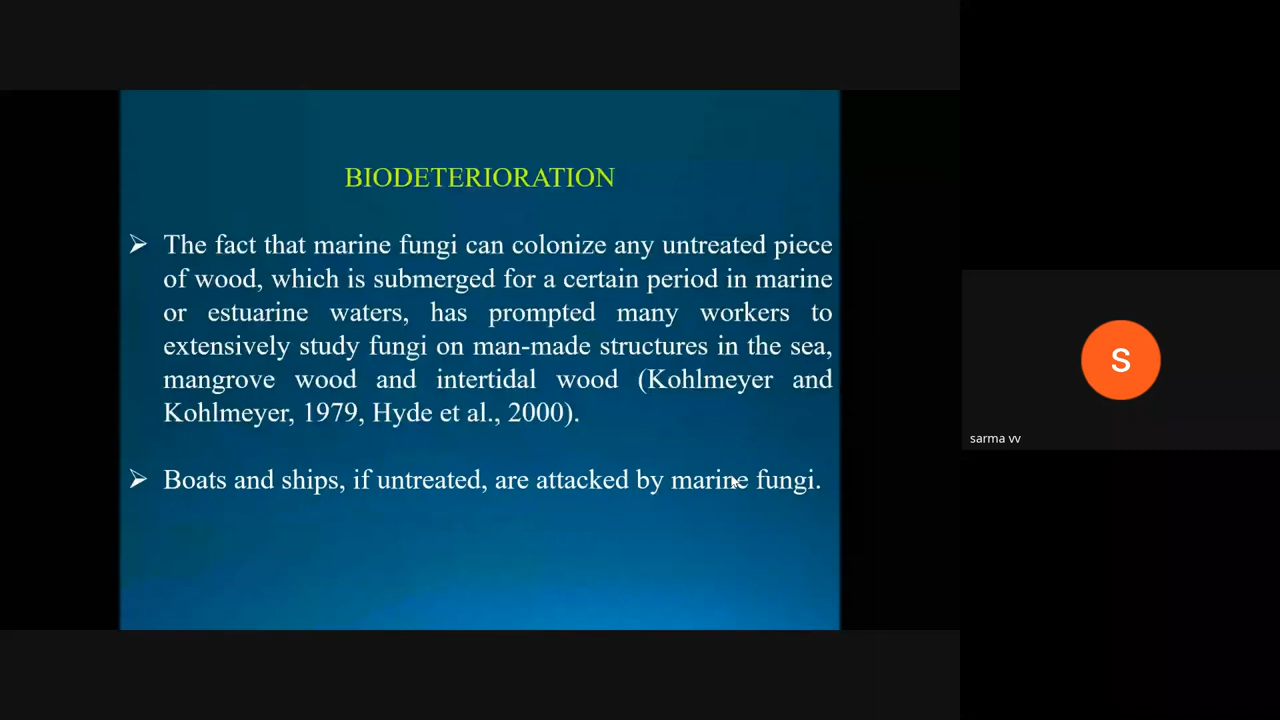 BIODETERIORATION
➢ The fact that marine fungi can colonize any untreated piece
of wood, which is submerged for a certain period in marine
or estuarine waters, has prompted many workers to
extensively study fungi on man-made structures in the sea,
mangrove wood and intertidal wood (Kohlmeyer and
Kohlmeyer, 1979, Hyde et al., 2000).
➢ Boats and ships, if untreated, are attacked by marine fungi.
S
sarma vv